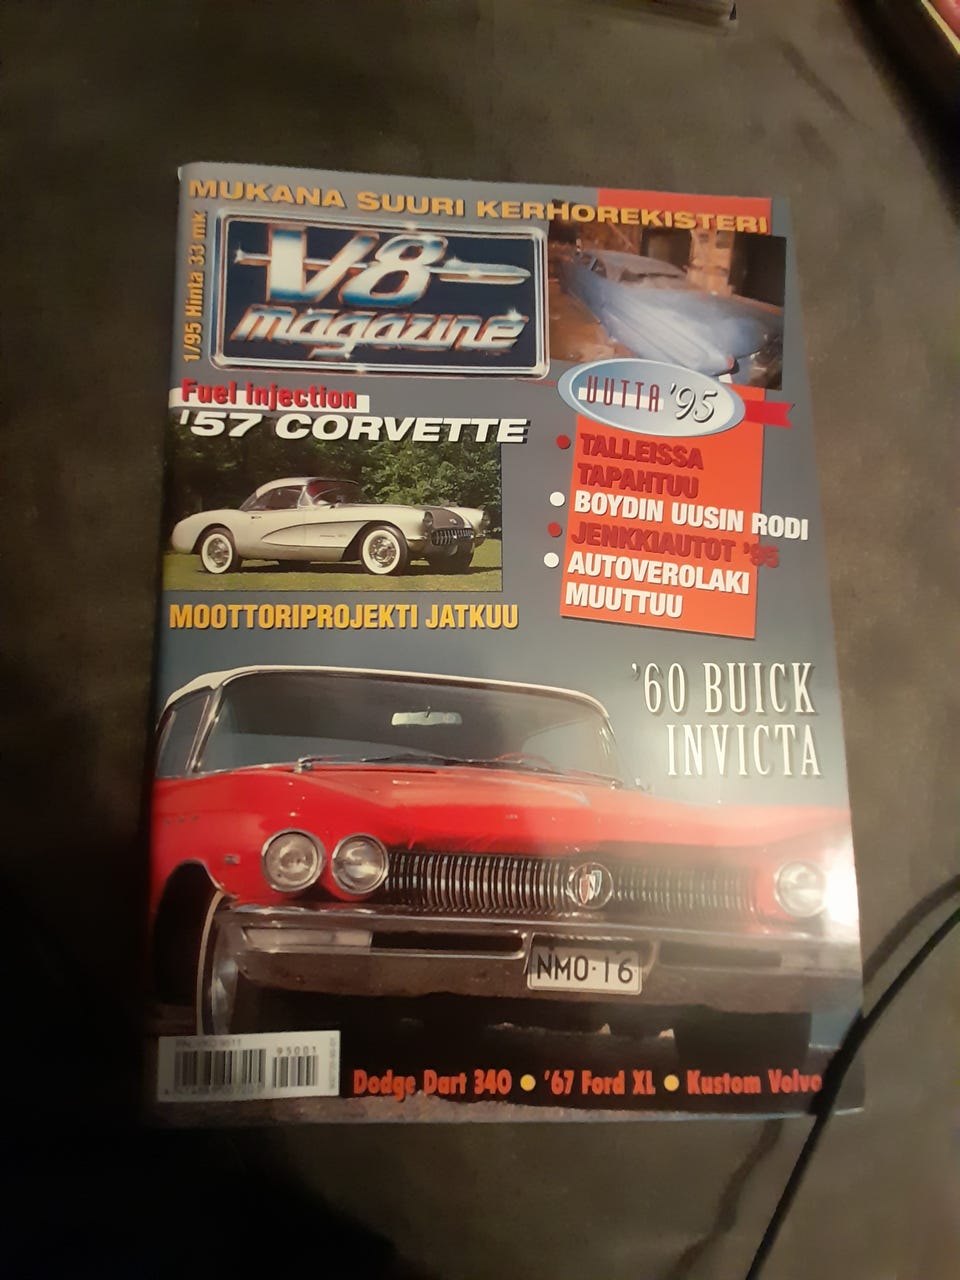 MUKANA SUURI KERHOREKISTERI
1/95 Hinta 33 mk
V8
magazine
UUTTA '95
Fuel injection
'57 CORVETTE
TALLEISSA
TAPAHTUU
BOYDIN UUSIN RODI
JENKKIAUTOT '95
AUTOVEROLAKI
MUUTTUU
MOOTTORIPROJEKTI JATKUU
'60 BUICK
INVICTA
NMO-16
95001
Dodge Dart 340 • '67 Ford XL • Kustom Volvo